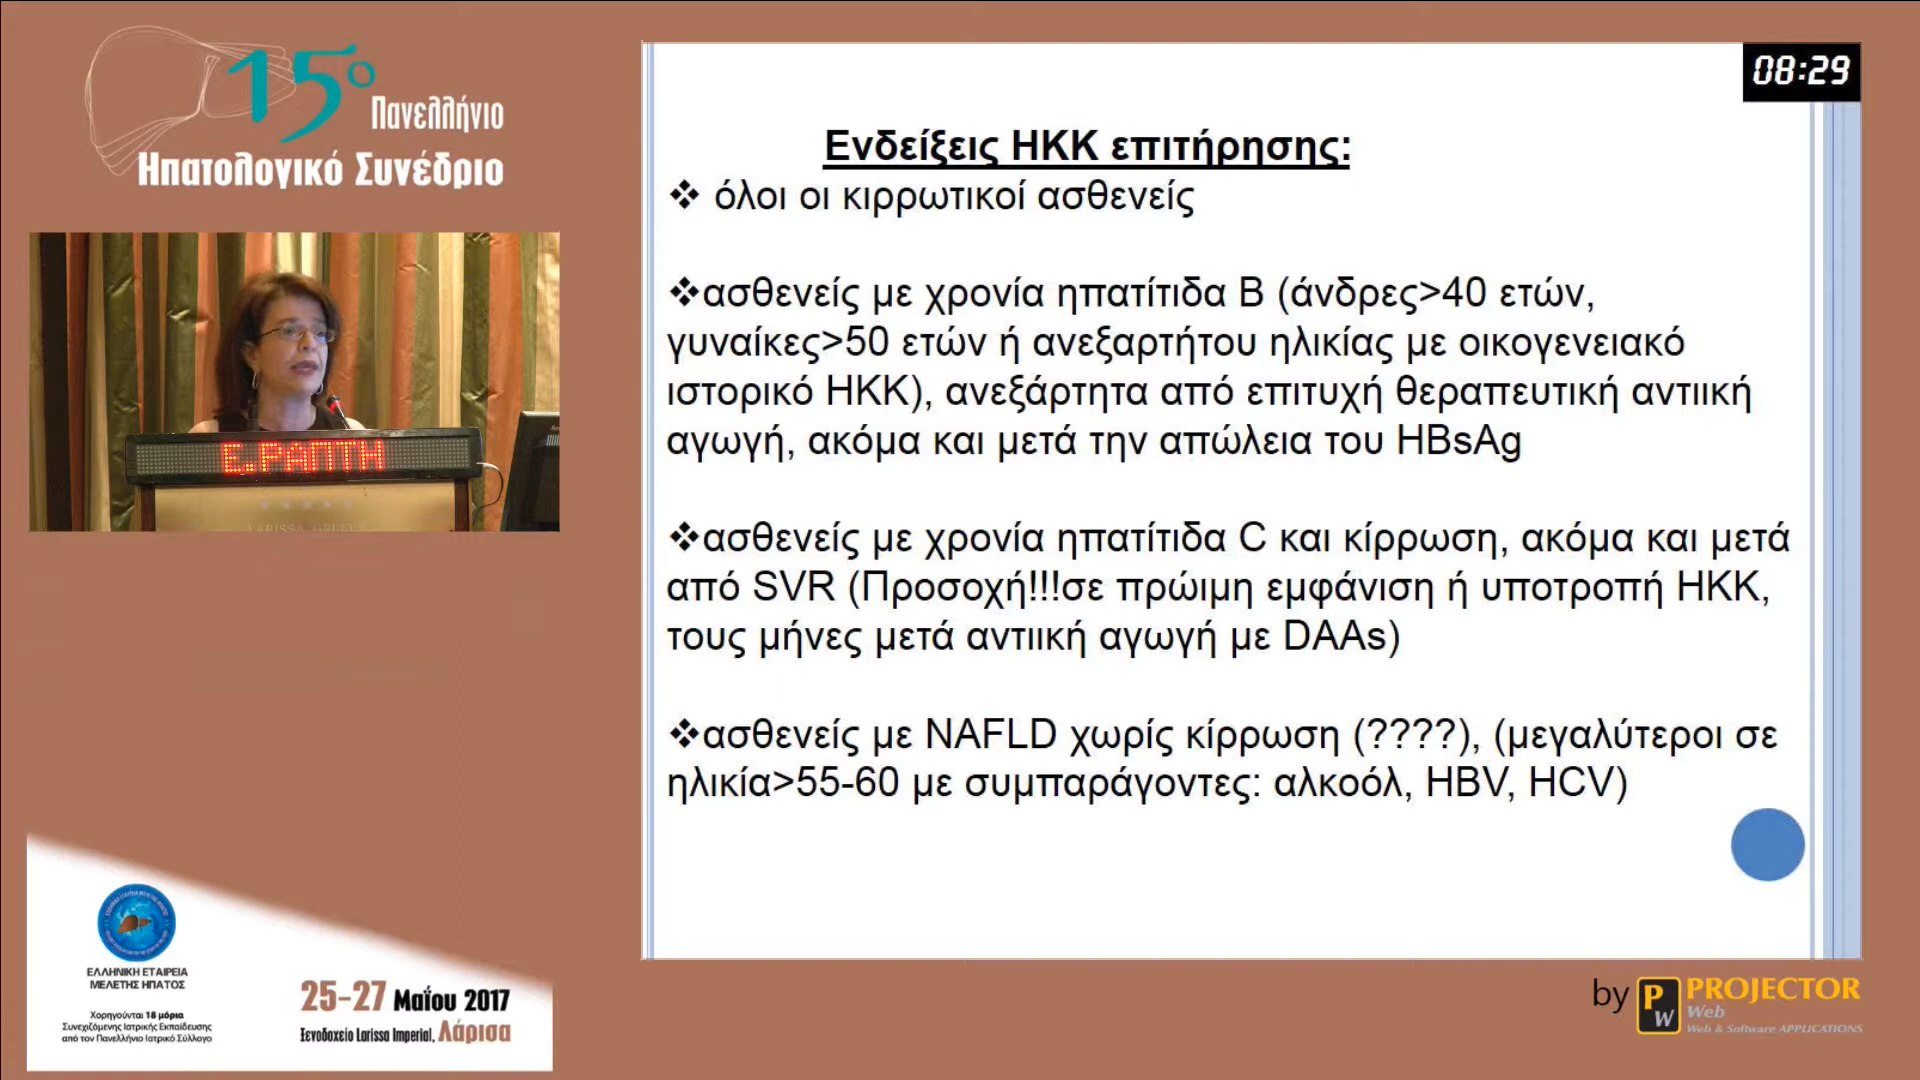 15ο
Πανελλήνιο
Ηπατολογικό Συνέδριο
Ε.ΡΑΠΤΗ
08:29
Ενδείξεις ΗΚΚ επιτήρησης:
❖ όλοι οι κιρρωτικοί ασθενείς
❖ασθενείς με χρονία ηπατίτιδα Β (άνδρες>40 ετών,
γυναίκες>50 ετών ή ανεξαρτήτου ηλικίας με οικογενειακό
ιστορικό ΗΚΚ), ανεξάρτητα από επιτυχή θεραπευτική αντιική
αγωγή, ακόμα και μετά την απώλεια του HBsAg
❖ασθενείς με χρονία ηπατίτιδα C και κίρρωση, ακόμα και μετά
από SVR (Προσοχή!!!σε πρώιμη εμφάνιση ή υποτροπή ΗΚΚ,
τους μήνες μετά αντιική αγωγή με DAAs)
❖ασθενείς με NAFLD χωρίς κίρρωση (????), (μεγαλύτεροι σε
ηλικία>55-60 με συμπαράγοντες: αλκοόλ, HBV, HCV)
ΕΛΛΗΝΙΚΗ ΕΤΑΙΡΕΙΑ
ΜΕΛΕΤΗΣ ΗΠΑΤΟΣ
Χορηγούνται 18 μόρια
Συνεχιζόμενης Ιατρικής Εκπαίδευσης
από τον Πανελλήνιο Ιατρικό Σύλλογο
25-27 Μαΐου 2017
Ξενοδοχείο Larissa Imperial, Λάρισα
by PW PROJECTOR
Web
Web & Software APPLICATIONS